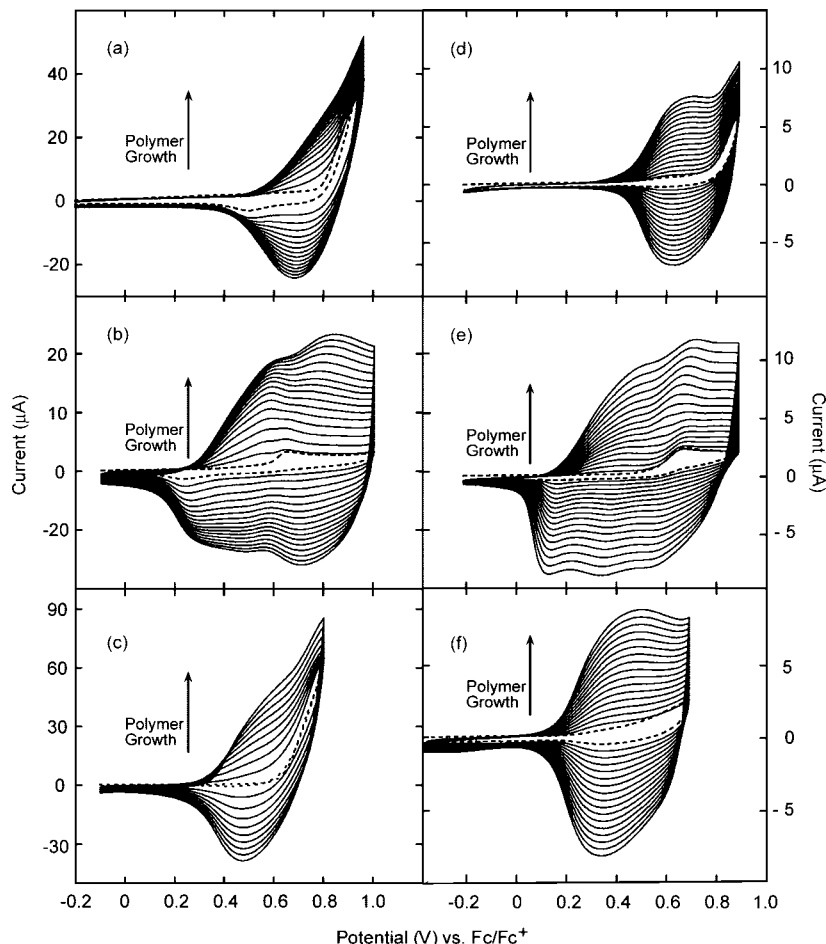 (a)
40
20
0
-20
Polymer
Growth
(d)
10
5
0
- 5
Polymer
Growth
(b)
20
10
0
-20
Polymer
Growth
Current (μA)
(e)
10
5
0
- 5
Polymer
Growth
Current (μA)
(c)
90
60
30
0
-30
Polymer
Growth
(f)
5
0
- 5
Polymer
Growth
-0.2 0 0.2 0.4 0.6 0.8 1.0
-0.2 0 0.2 0.4 0.6 0.8 1.0
Potential (V) vs. Fc/Fc+